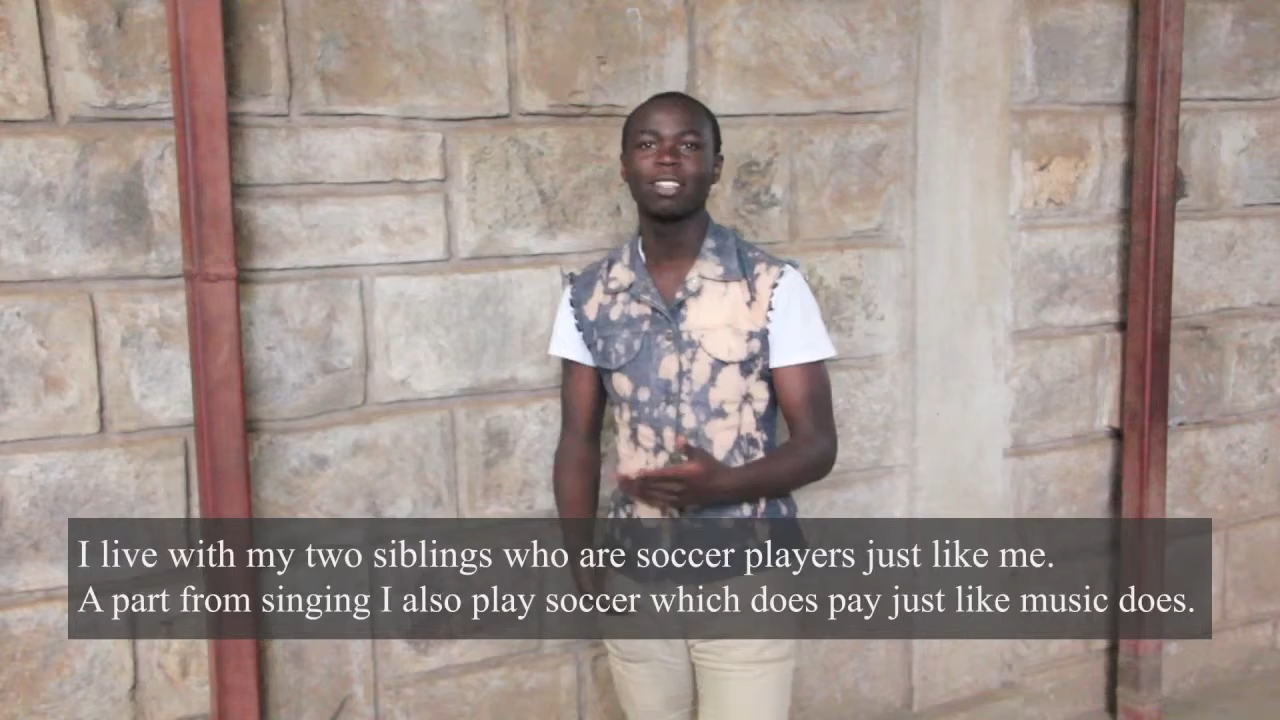 I live with my two siblings who are soccer players just like me.
A part from singing I also play soccer which does pay just like music does.